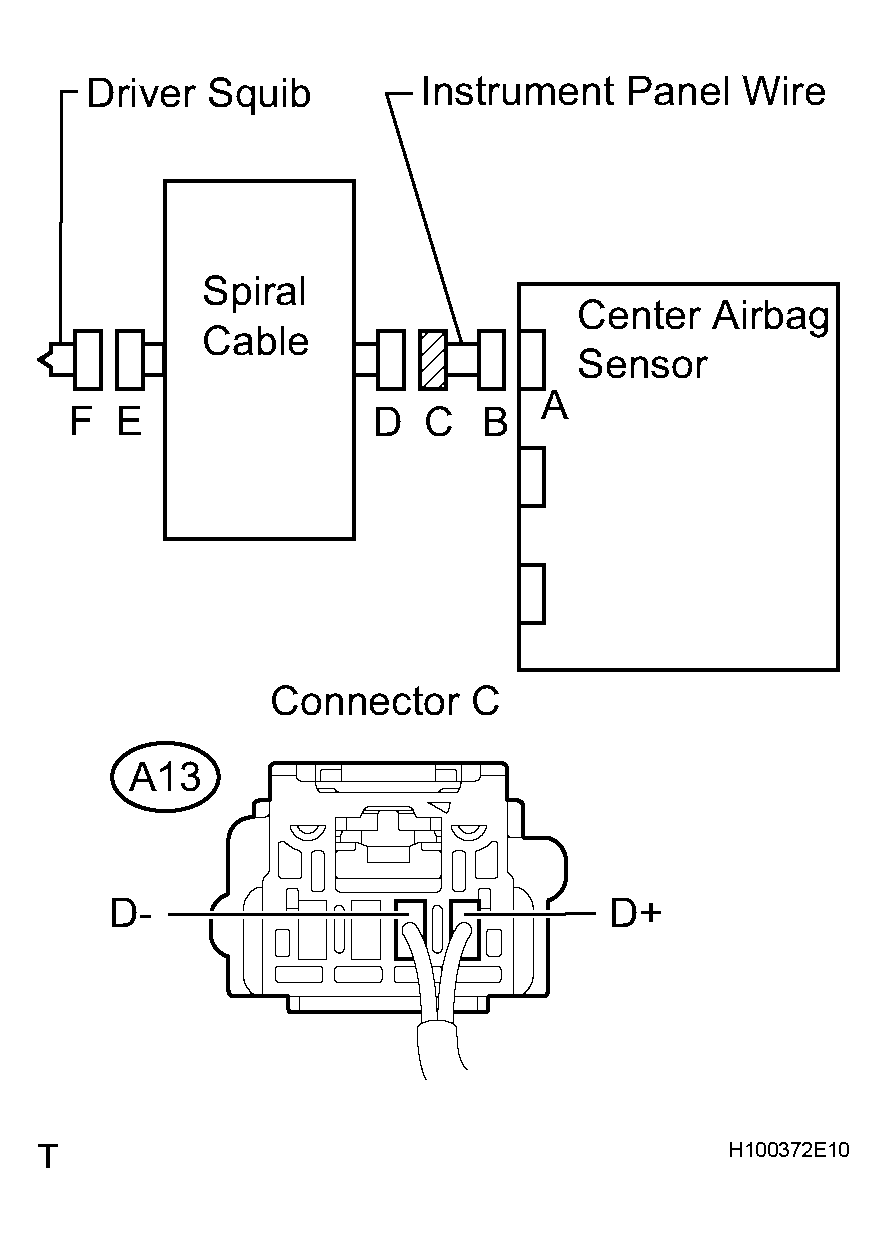 Driver Squib
Instrument Panel Wire
Spiral
Cable
Center Airbag
Sensor
F
E
D
C
B
A
Connector C
A13
D-
D+
T
H100372E10